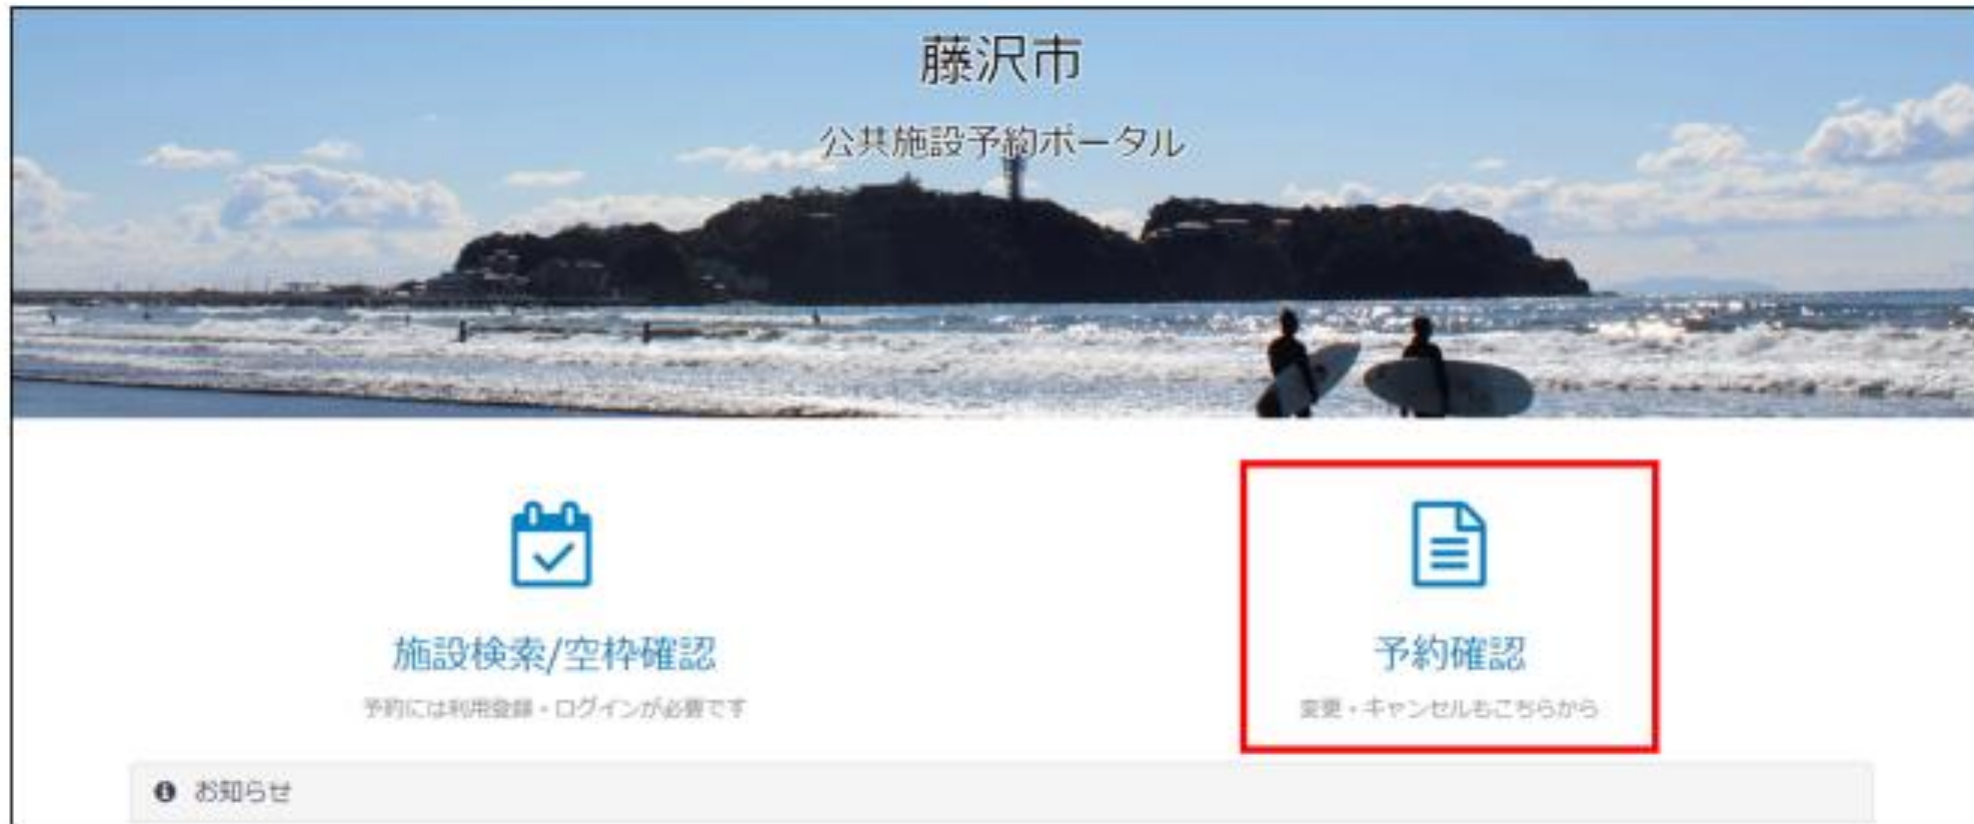 藤沢市
公共施設予約ポータル
施設検索/空枠確認
予約には利用登録・ログインが必要です
予約確認
変更・キャンセルもこちらから
お知らせ